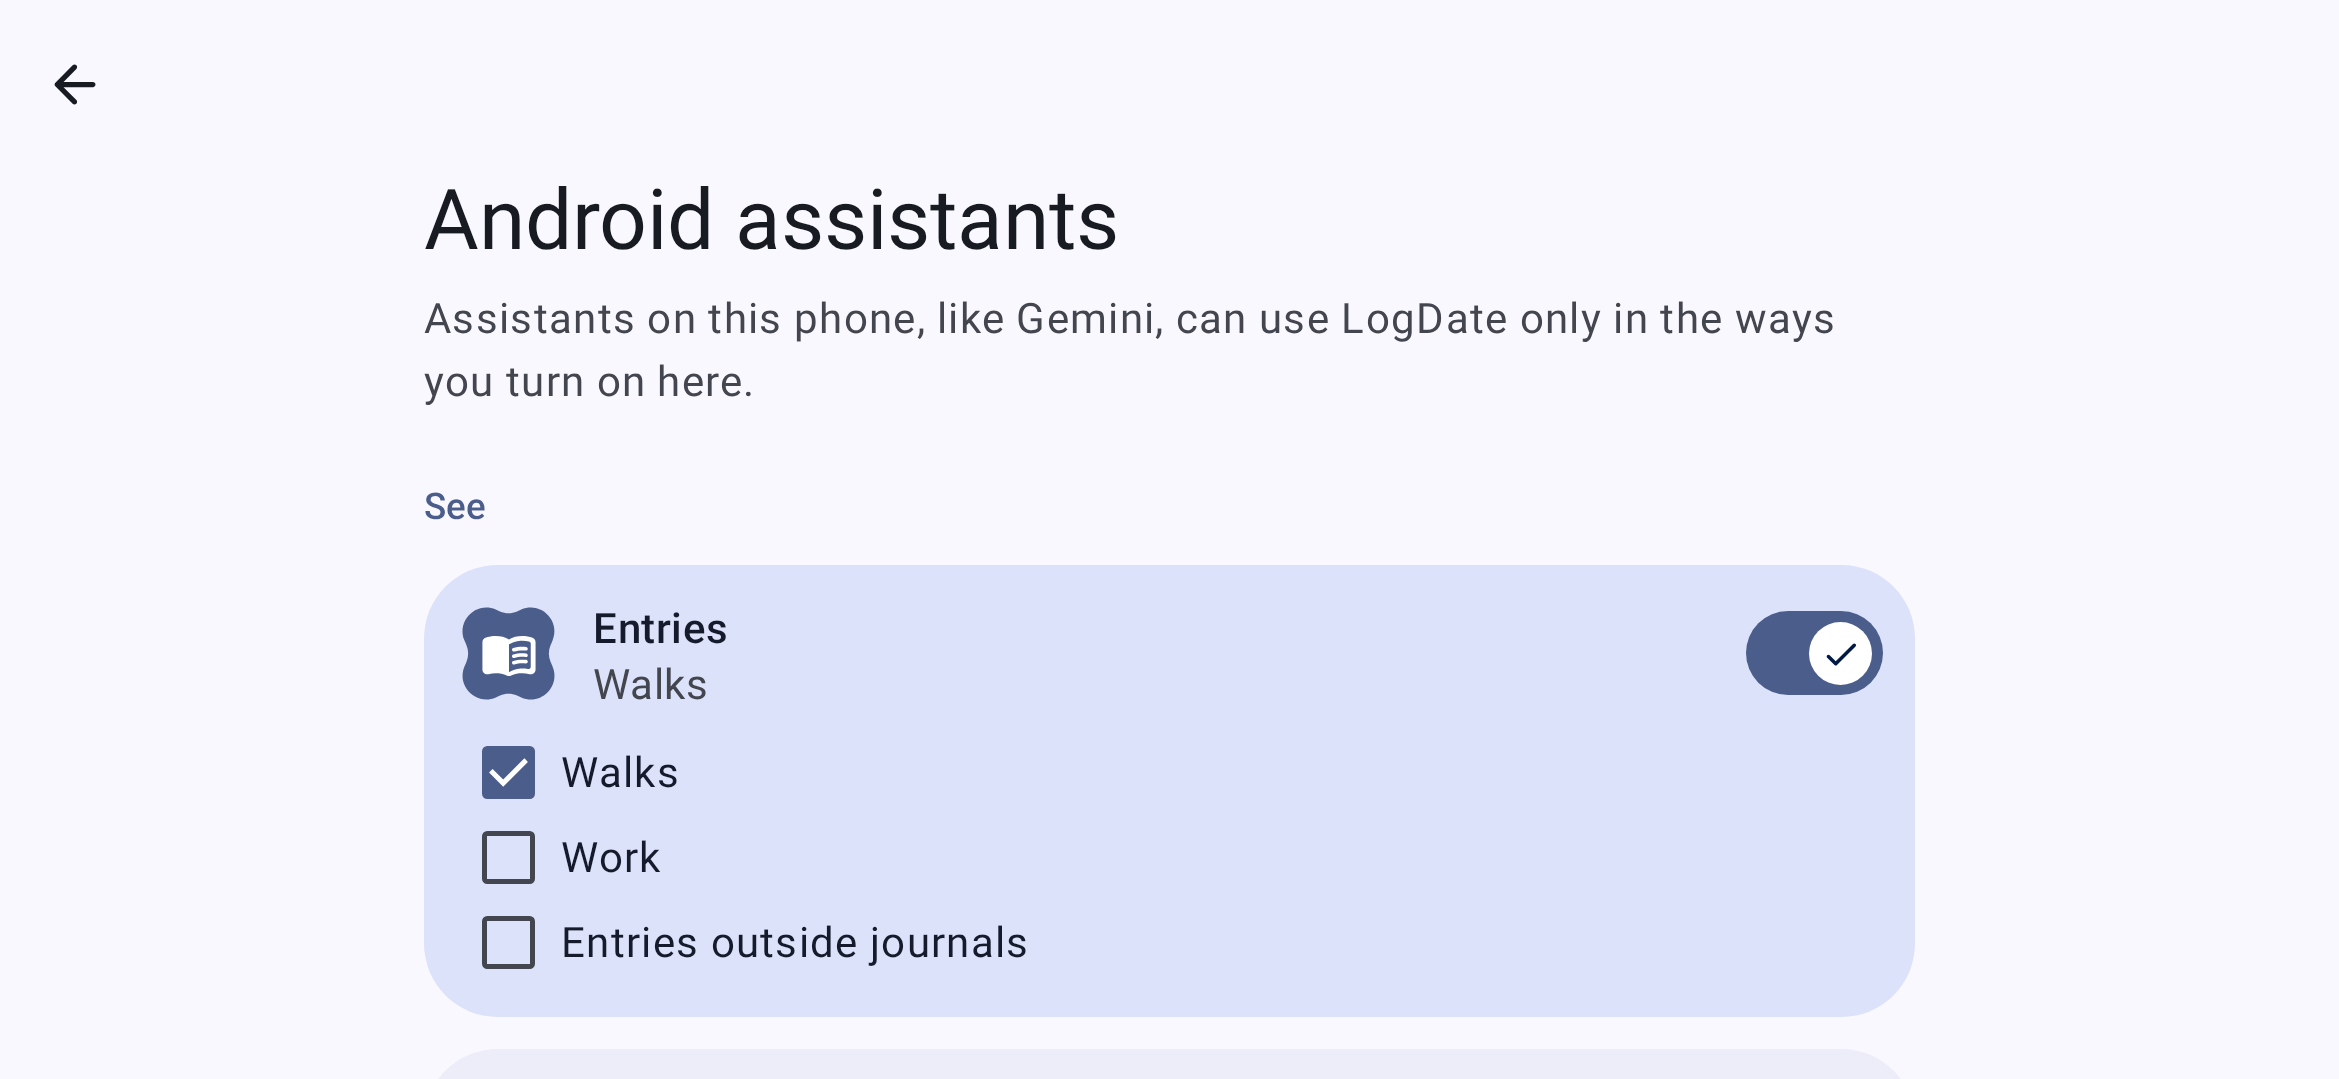 Android assistants
Assistants on this phone, like Gemini, can use LogDate only in the ways
you turn on here.
See
Entries
Walks
Walks
Work
Entries outside journals